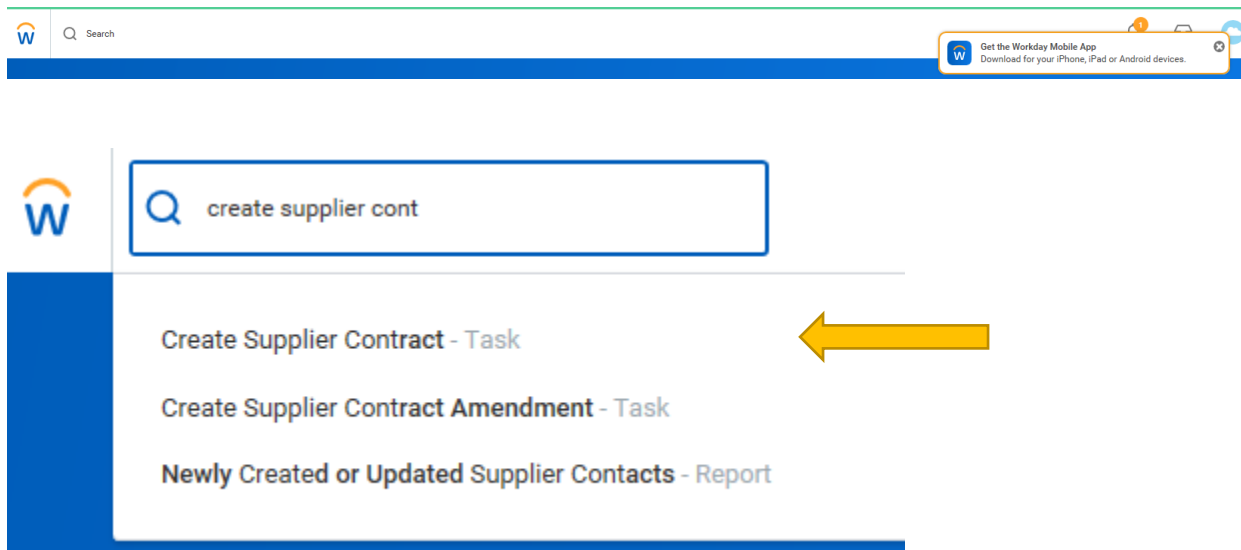 W
Search
1
W
Get the Workday Mobile App
Download for your iPhone, iPad or Android devices.
W
create supplier cont
Create Supplier Contract - Task
Create Supplier Contract Amendment - Task
Newly Created or Updated Supplier Contacts - Report